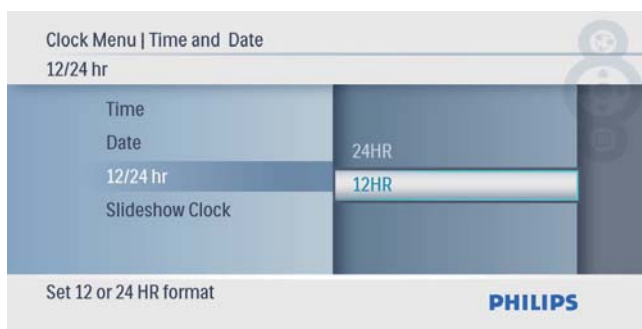 Clock Menu | Time and Date
12/24 hr
Time
Date
12/24 hr
Slideshow Clock
24HR
12HR
Set 12 or 24 HR format
PHILIPS